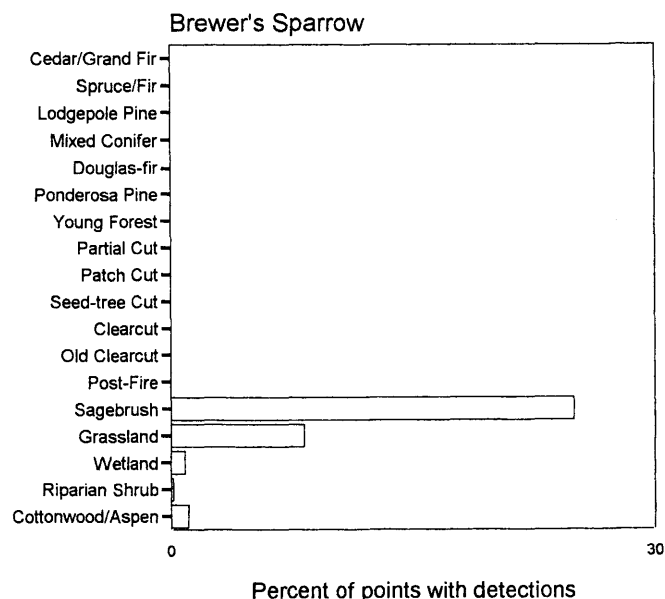 Brewer's Sparrow
Cedar/Grand Fir
Spruce/Fir
Lodgepole Pine
Mixed Conifer
Douglas-fir
Ponderosa Pine
Young Forest
Partial Cut
Patch Cut
Seed-tree Cut
Clearcut
Old Clearcut
Post-Fire
Sagebrush
Grassland
Wetland
Riparian Shrub
Cottonwood/Aspen
0 30
Percent of points with detections